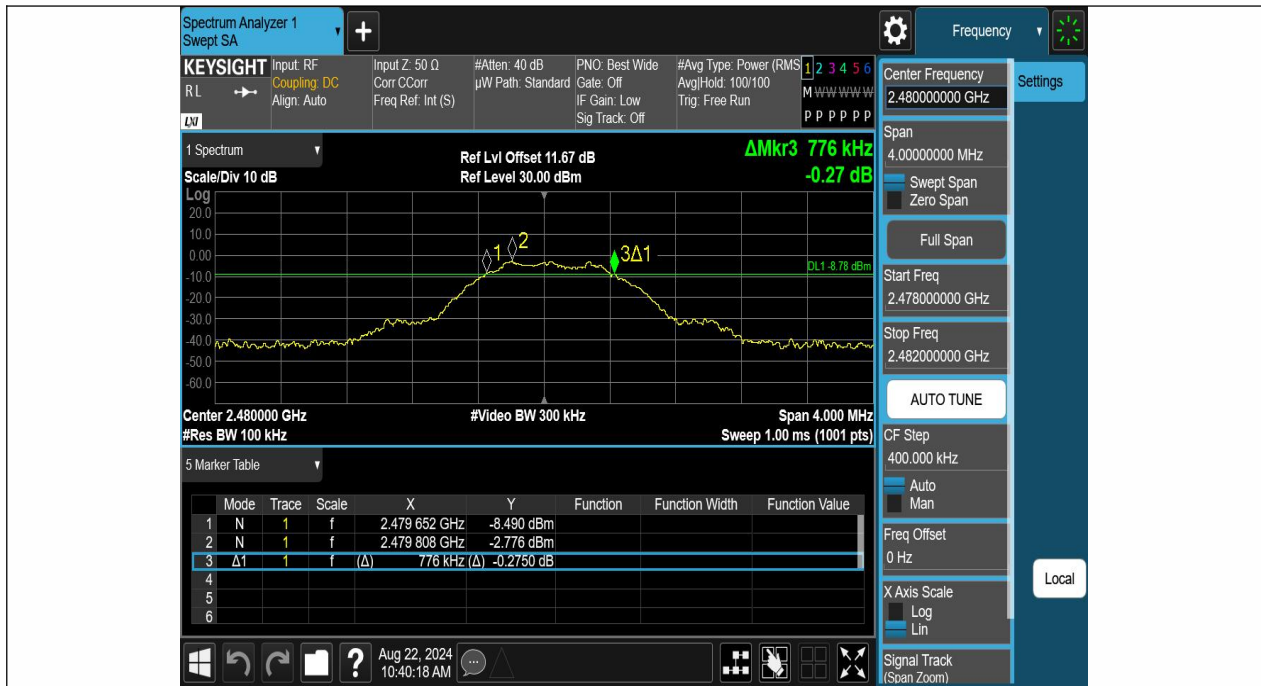 Spectrum Analyzer 1
Swept SA
+
Frequency
KEYSIGHT
R L
LXI
Input: RF
Coupling: DC
Align: Auto
Input Z: 50 Ω
Corr CCorr
Freq Ref: Int (S)
#Atten: 40 dB
µW Path: Standard
PNO: Best Wide
Gate: Off
IF Gain: Low
Sig Track: Off
#Avg Type: Power (RMS
Avg|Hold: 100/100
Trig: Free Run
1 2 3 4 5 6
M W W W W W
P P P P P P
1 Spectrum
Scale/Div 10 dB
Ref Lvl Offset 11.67 dB
Ref Level 30.00 dBm
ΔMkr3 776 kHz
-0.27 dB
Log
20.0
10.0
0.00
-10.0
-20.0
-30.0
-40.0
-50.0
-60.0
1
2
3Δ1
DL1 -8.78 dBm
Center 2.480000 GHz
#Res BW 100 kHz
#Video BW 300 kHz
Span 4.000 MHz
Sweep 1.00 ms (1001 pts)
5 Marker Table
Mode Trace Scale X Y Function Function Width Function Value
1 N 1 f 2.479 652 GHz -8.490 dBm
2 N 1 f 2.479 808 GHz -2.776 dBm
3 Δ1 1 f (Δ) 776 kHz (Δ) -0.2750 dB
4
5
6
?
Aug 22, 2024
10:40:18 AM
Center Frequency
2.480000000 GHz
Settings
Span
4.00000000 MHz
Swept Span
Zero Span
Full Span
Start Freq
2.478000000 GHz
Stop Freq
2.482000000 GHz
AUTO TUNE
CF Step
400.000 kHz
Auto
Man
Freq Offset
0 Hz
Local
X Axis Scale
Log
Lin
Signal Track
(Span Zoom)